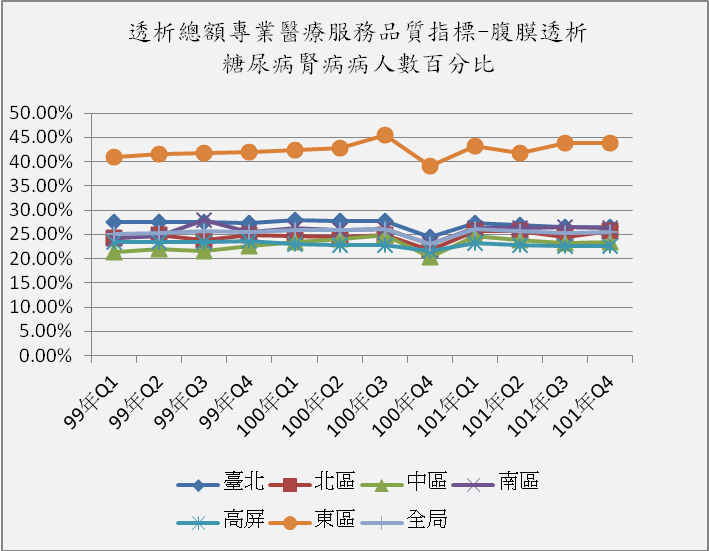 透析總額專業醫療服務品質指標-腹膜透析
糖尿病腎病病人數百分比
50.00%
45.00%
40.00%
35.00%
30.00%
25.00%
20.00%
15.00%
10.00%
5.00%
0.00%
99年Q1
99年Q2
99年Q3
99年Q4
100年Q1
100年Q2
100年Q3
100年Q4
101年Q1
101年Q2
101年Q3
101年Q4
臺北 北區 中區 南區
高屏 東區 全局